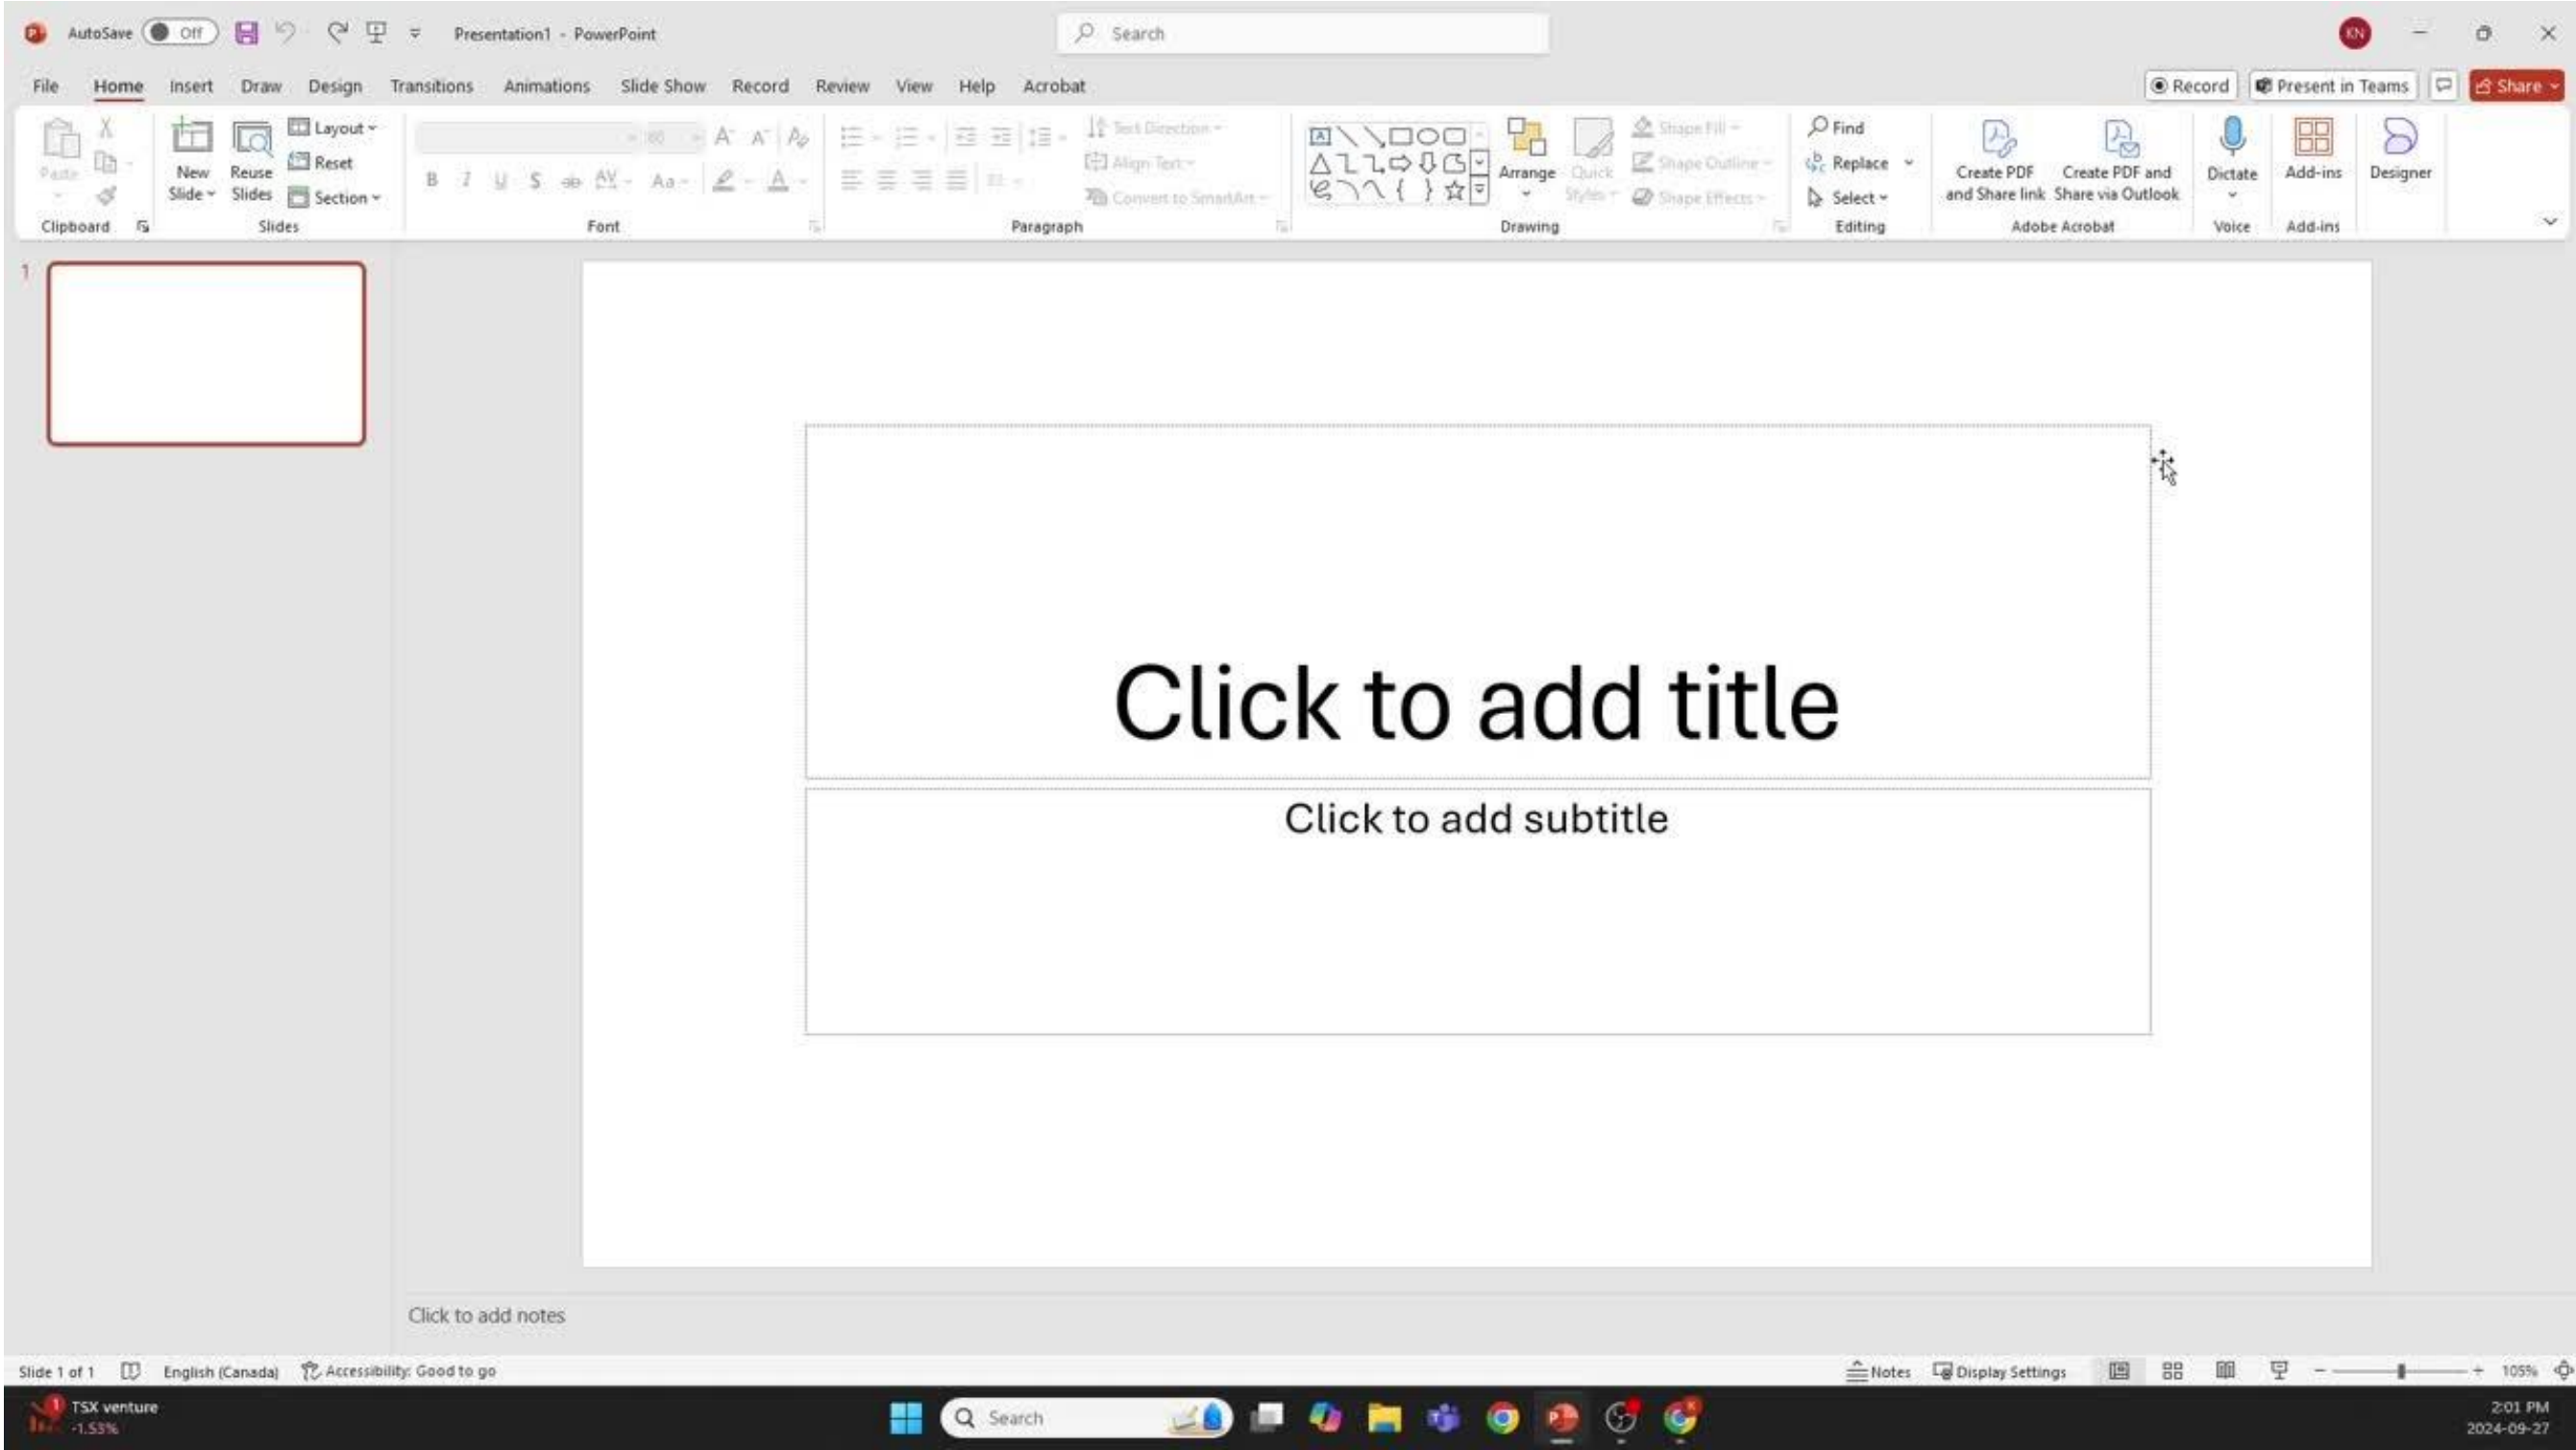 AutoSave Off Presentation1 - PowerPoint Search KN
File Home Insert Draw Design Transitions Animations Slide Show Record Review View Help Acrobat Record Present in Teams Share
Paste
Clipboard
New Slide
Reuse Slides
Layout
Reset
Section
Slides
60
Font
Text Direction
Align Text
Convert to SmartArt
Paragraph
Arrange
Quick Styles
Shape Fill
Shape Outline
Shape Effects
Drawing
Find
Replace
Select
Editing
Create PDF and Share link
Create PDF and Share via Outlook
Adobe Acrobat
Dictate
Voice
Add-ins
Add-ins
Designer
1
Click to add title
Click to add subtitle
Click to add notes
Slide 1 of 1 English (Canada) Accessibility: Good to go Notes Display Settings 105%
TSX venture
-1.53%
Search
2:01 PM
2024-09-27